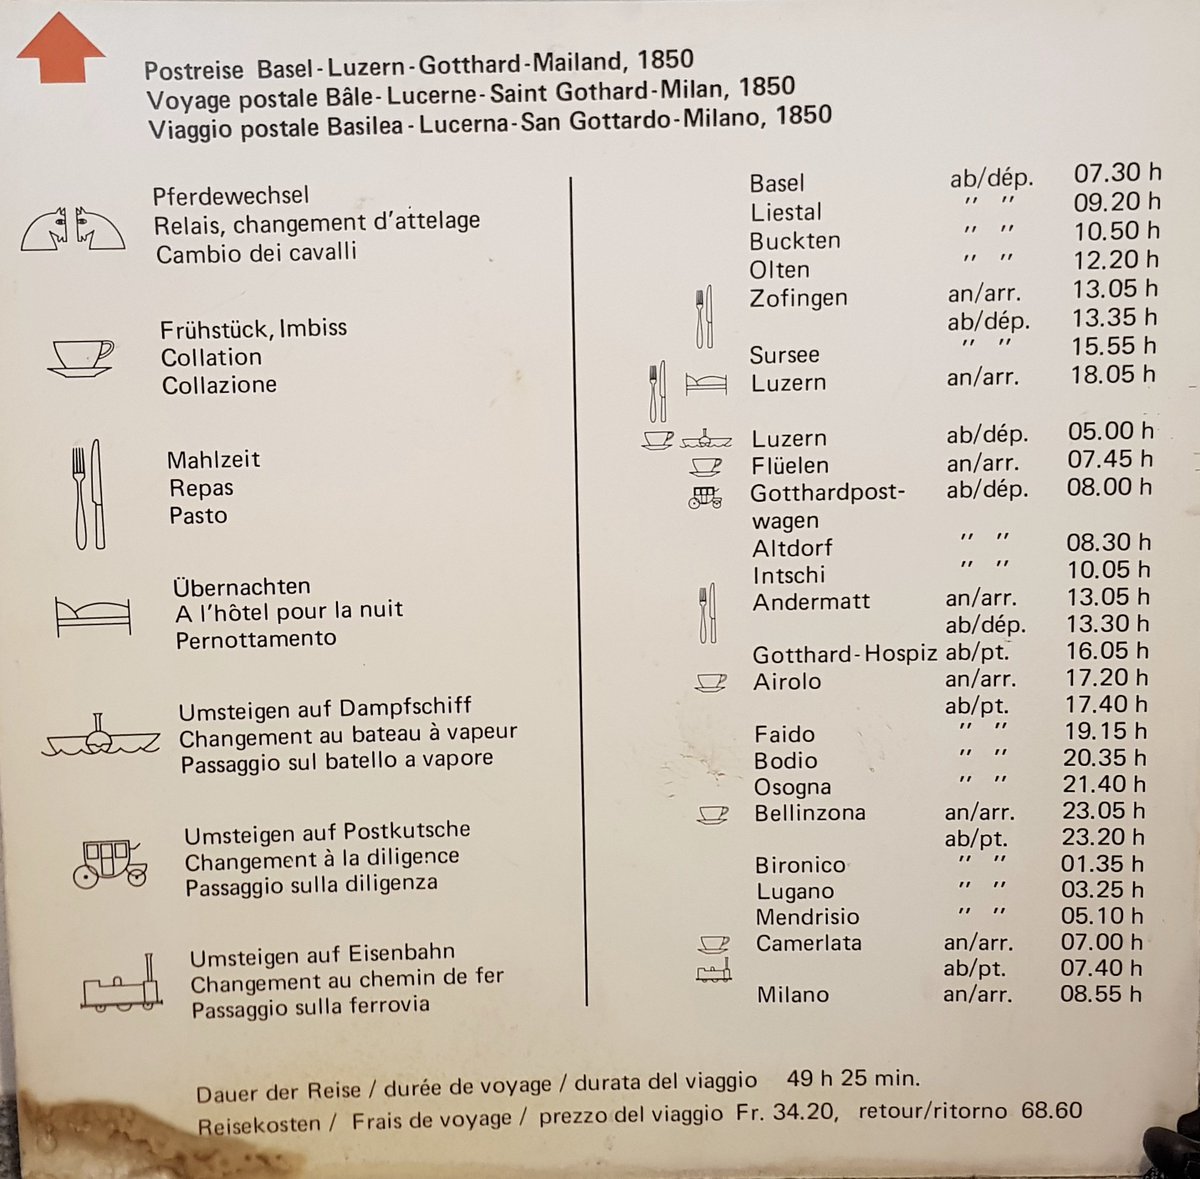 Postreise Basel-Luzern-Gotthard-Mailand, 1850
Voyage postale Bâle-Lucerne-Saint Gothard-Milan, 1850
Viaggio postale Basilea-Lucerna-San Gottardo-Milano, 1850
Pferdewechsel
Relais, changement d'attelage
Cambio dei cavalli
Frühstück, Imbiss
Collation
Collazione
Mahlzeit
Repas
Pasto
Übernachten
A l'hôtel pour la nuit
Pernottamento
Umsteigen auf Dampfschiff
Changement au bateau à vapeur
Passaggio sul batello a vapore
Umsteigen auf Postkutsche
Changement à la diligence
Passaggio sulla diligenza
Umsteigen auf Eisenbahn
Changement au chemin de fer
Passaggio sulla ferrovia
Basel ab/dép. 07.30 h
Liestal " " 09.20 h
Buckten " " 10.50 h
Olten " " 12.20 h
Zofingen an/arr. 13.05 h
ab/dép. 13.35 h
Sursee " " 15.55 h
Luzern an/arr. 18.05 h
Luzern ab/dép. 05.00 h
Flüelen an/arr. 07.45 h
Gotthardpost- ab/dép. 08.00 h
wagen
Altdorf " " 08.30 h
Intschi " " 10.05 h
Andermatt an/arr. 13.05 h
ab/dép. 13.30 h
Gotthard-Hospiz ab/pt. 16.05 h
Airolo an/arr. 17.20 h
ab/pt. 17.40 h
Faido " " 19.15 h
Bodio " " 20.35 h
Osogna " " 21.40 h
Bellinzona an/arr. 23.05 h
ab/pt. 23.20 h
Bironico " " 01.35 h
Lugano " " 03.25 h
Mendrisio " " 05.10 h
Camerlata an/arr. 07.00 h
ab/pt. 07.40 h
Milano an/arr. 08.55 h
Dauer der Reise / durée de voyage / durata del viaggio 49 h 25 min.
Reisekosten / Frais de voyage / prezzo del viaggio Fr. 34.20, retour/ritorno 68.60